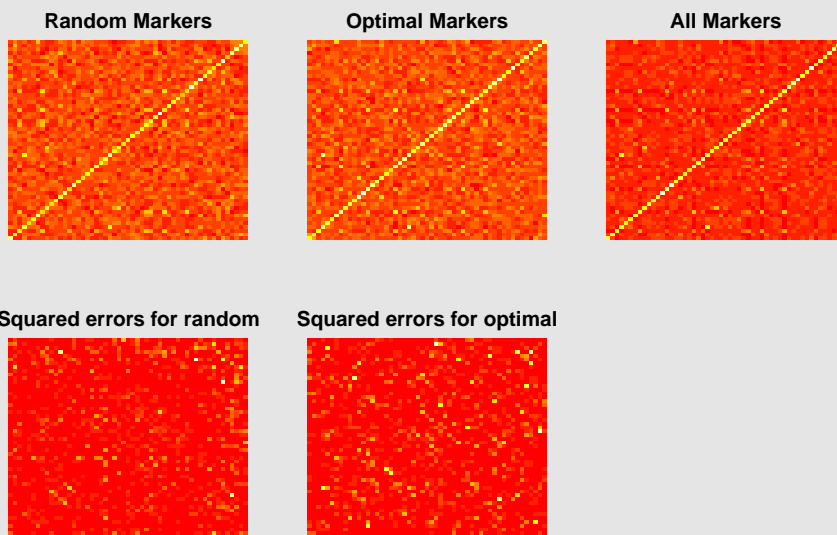 Random Markers
Optimal Markers
All Markers
Squared errors for random
Squared errors for optimal